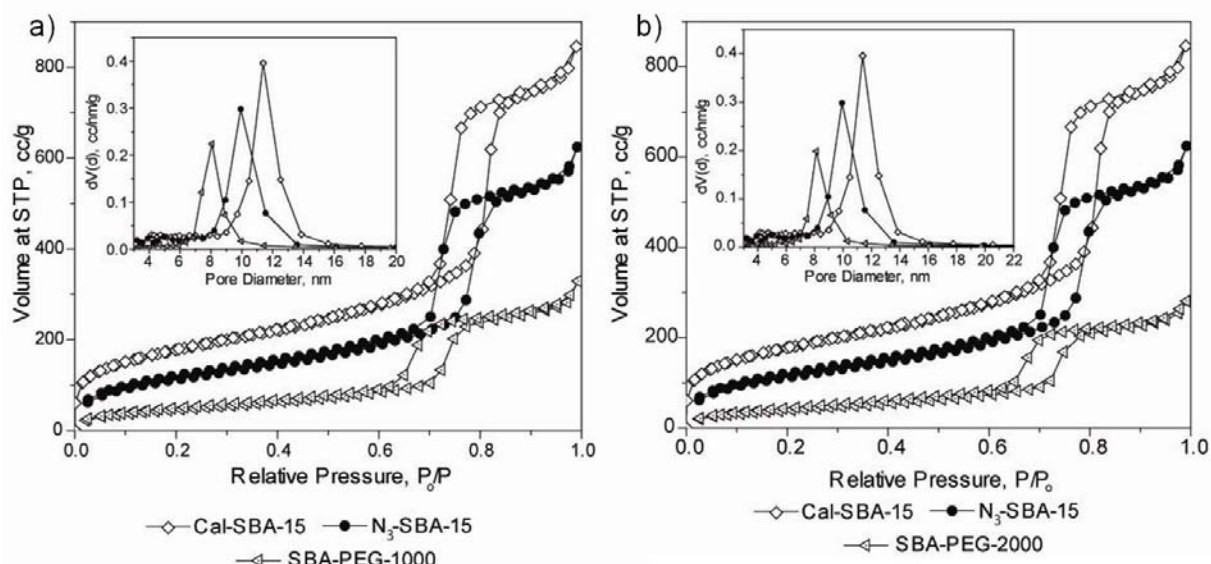 a)
Volume at STP, cc/g
800
600
400
200
0
0.0 0.2 0.4 0.6 0.8 1.0
Relative Pressure, Po/P
dV(d), cc/nm/g
0.4
0.3
0.2
0.1
0.0
4 6 8 10 12 14 16 18 20
Pore Diameter, nm
Cal-SBA-15 N3-SBA-15
SBA-PEG-1000
b)
Volume at STP, cc/g
800
600
400
200
0
0.0 0.2 0.4 0.6 0.8 1.0
Relative Pressure, P/Po
dV(d), cc/nm/g
0.4
0.3
0.2
0.1
0.0
4 6 8 10 12 14 16 18 20 22
Pore Diameter, nm
Cal-SBA-15 N3-SBA-15
SBA-PEG-2000